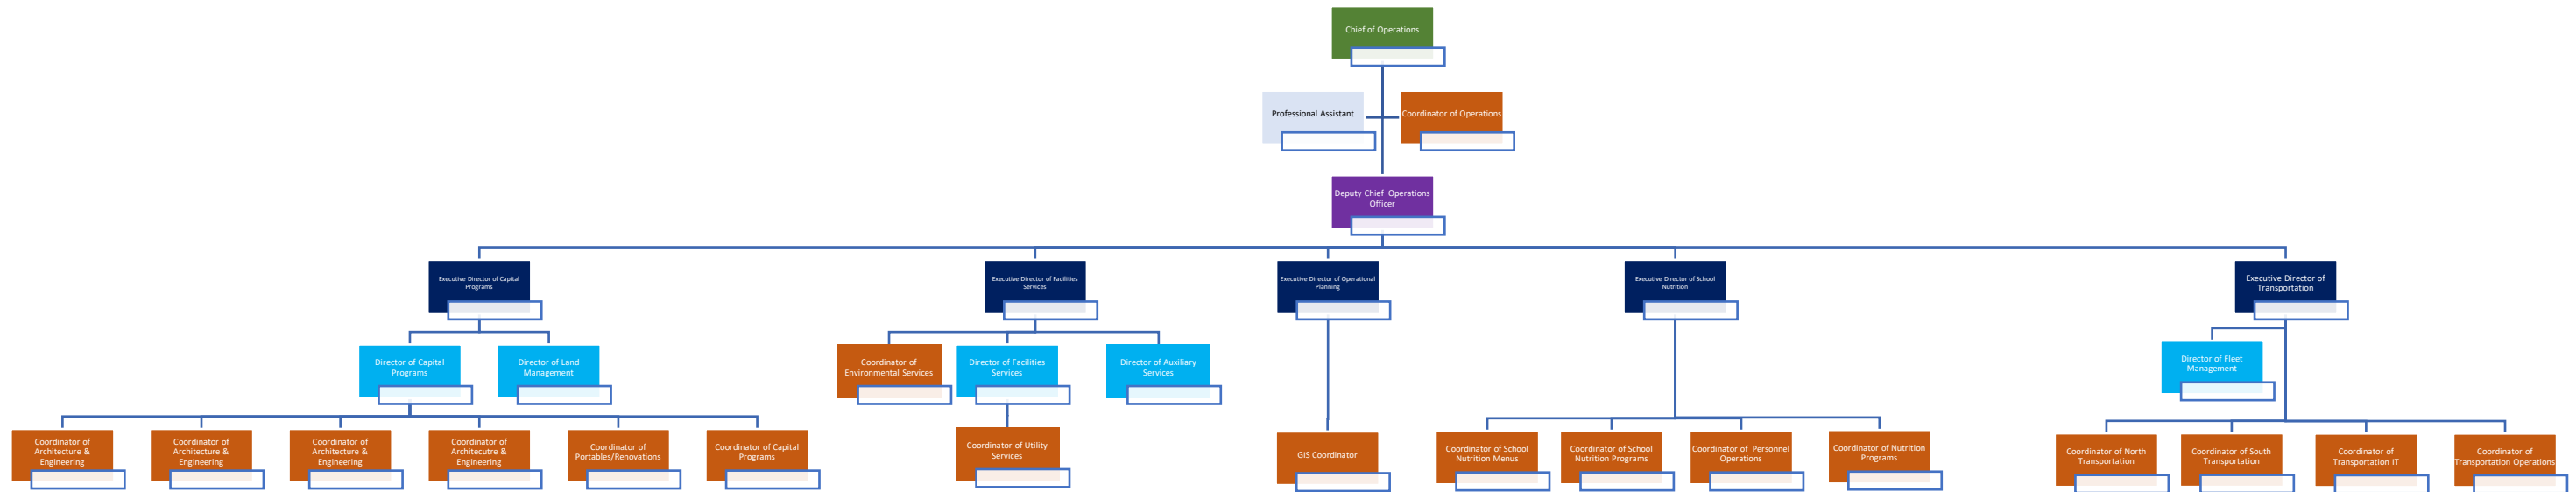 Chief of Operations
Professional Assistant
Coordinator of Operations
Deputy Chief  Operations
Officer
Executive Director of Capital
Programs
Executive Director of Facilities
Services
Executive Director of Operational
Planning
Executive Director of School
Nutrition
Executive Director of
Transportation
Director of Capital
Programs
Director of Land
Management
Coordinator of
Environmental Services
Director of Facilities
Services
Director of Auxiliary
Services
Director of Fleet
Management
Coordinator of
Architecture &
Engineering
Coordinator of
Architecture &
Engineering
Coordinator of
Architecture &
Engineering
Coordinator of
Architecutre &
Engineering
Coordinator of
Portables/Renovations
Coordinator of Capital
Programs
Coordinator of Utility
Services
GIS Coordinator
Coordinator of School
Nutrition Menus
Coordinator of School
Nutrition Programs
Coordinator of  Personnel
Operations
Coordinator of Nutrition
Programs
Coordinator of North
Transportation
Coordinator of South
Transportation
Coordinator of
Transportation IT
Coordinator of
Transportation Operations